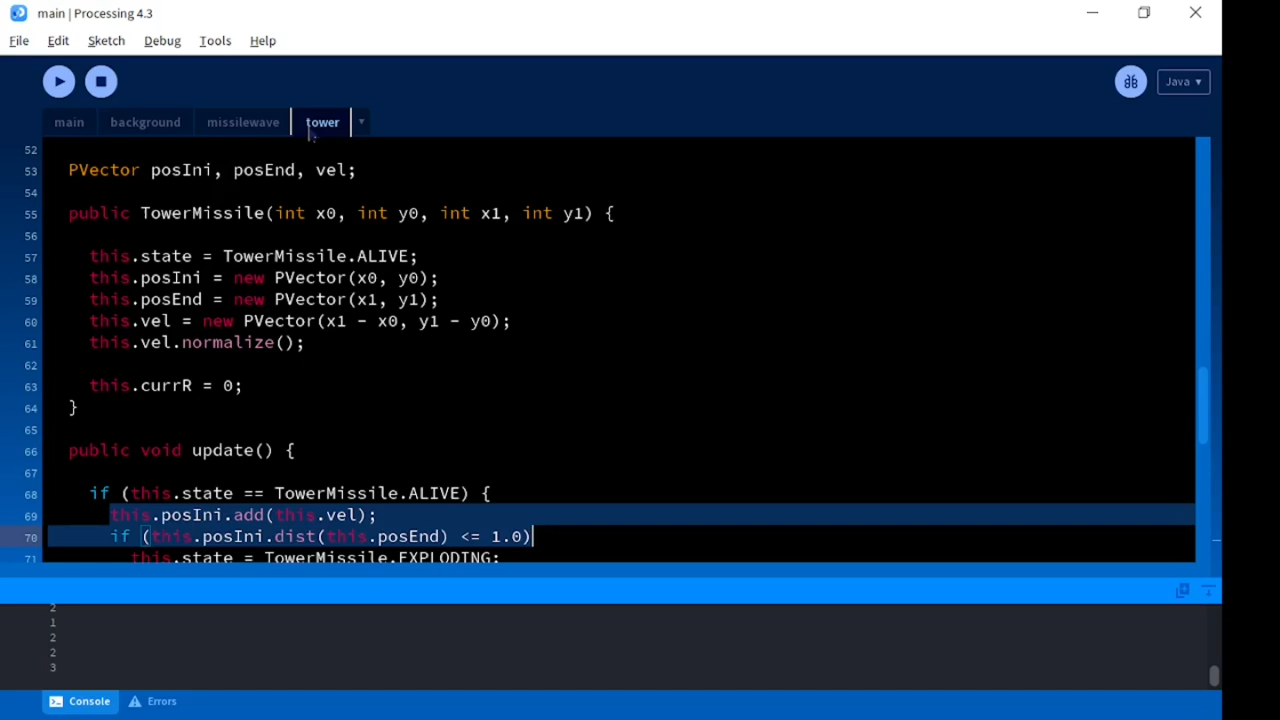 main | Processing 4.3
File Edit Sketch Debug Tools Help
Java ▾
main background missilewave tower ▾
52
53 PVector posIni, posEnd, vel;
54
55 public TowerMissile(int x0, int y0, int x1, int y1) {
56
57 this.state = TowerMissile.ALIVE;
58 this.posIni = new PVector(x0, y0);
59 this.posEnd = new PVector(x1, y1);
60 this.vel = new PVector(x1 - x0, y1 - y0);
61 this.vel.normalize();
62
63 this.currR = 0;
64 }
65
66 public void update() {
67
68 if (this.state == TowerMissile.ALIVE) {
69 this.posIni.add(this.vel);
70 if (this.posIni.dist(this.posEnd) <= 1.0)
71 this.state = TowerMissile.EXPLODING;
2
1
2
2
3
Console Errors